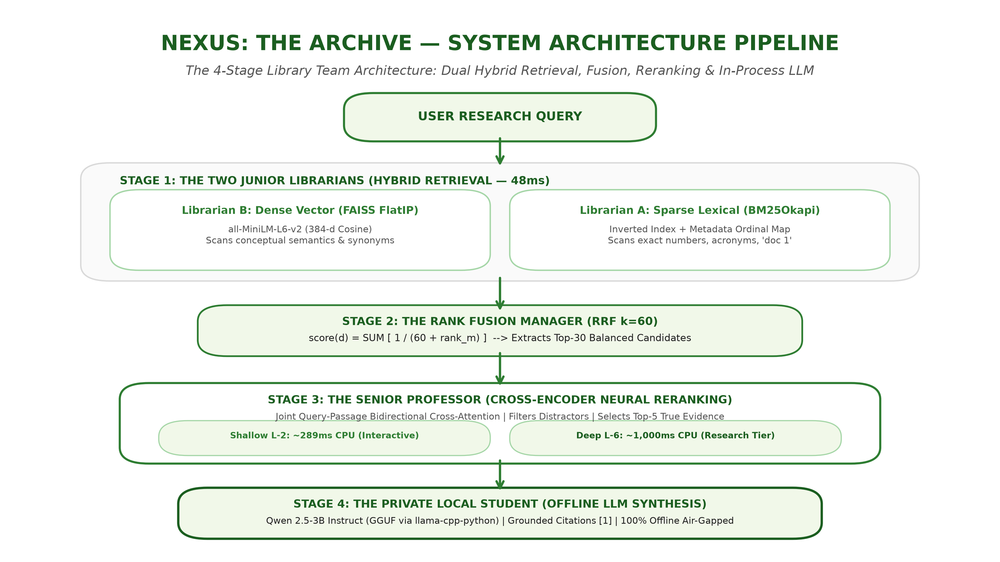 NEXUS: THE ARCHIVE — SYSTEM ARCHITECTURE PIPELINE
The 4-Stage Library Team Architecture: Dual Hybrid Retrieval, Fusion, Reranking & In-Process LLM
USER RESEARCH QUERY
STAGE 1: THE TWO JUNIOR LIBRARIANS (HYBRID RETRIEVAL — 48ms)
Librarian B: Dense Vector (FAISS FlatIP)
all-MiniLM-L6-v2 (384-d Cosine)
Scans conceptual semantics & synonyms
Librarian A: Sparse Lexical (BM25Okapi)
Inverted Index + Metadata Ordinal Map
Scans exact numbers, acronyms, 'doc 1'
STAGE 2: THE RANK FUSION MANAGER (RRF k=60)
score(d) = SUM [ 1 / (60 + rank_m) ]  --> Extracts Top-30 Balanced Candidates
STAGE 3: THE SENIOR PROFESSOR (CROSS-ENCODER NEURAL RERANKING)
Joint Query-Passage Bidirectional Cross-Attention | Filters Distractors | Selects Top-5 True Evidence
Shallow L-2: ~289ms CPU (Interactive)
Deep L-6: ~1,000ms CPU (Research Tier)
STAGE 4: THE PRIVATE LOCAL STUDENT (OFFLINE LLM SYNTHESIS)
Qwen 2.5-3B Instruct (GGUF via llama-cpp-python) | Grounded Citations [1] | 100% Offline Air-Gapped